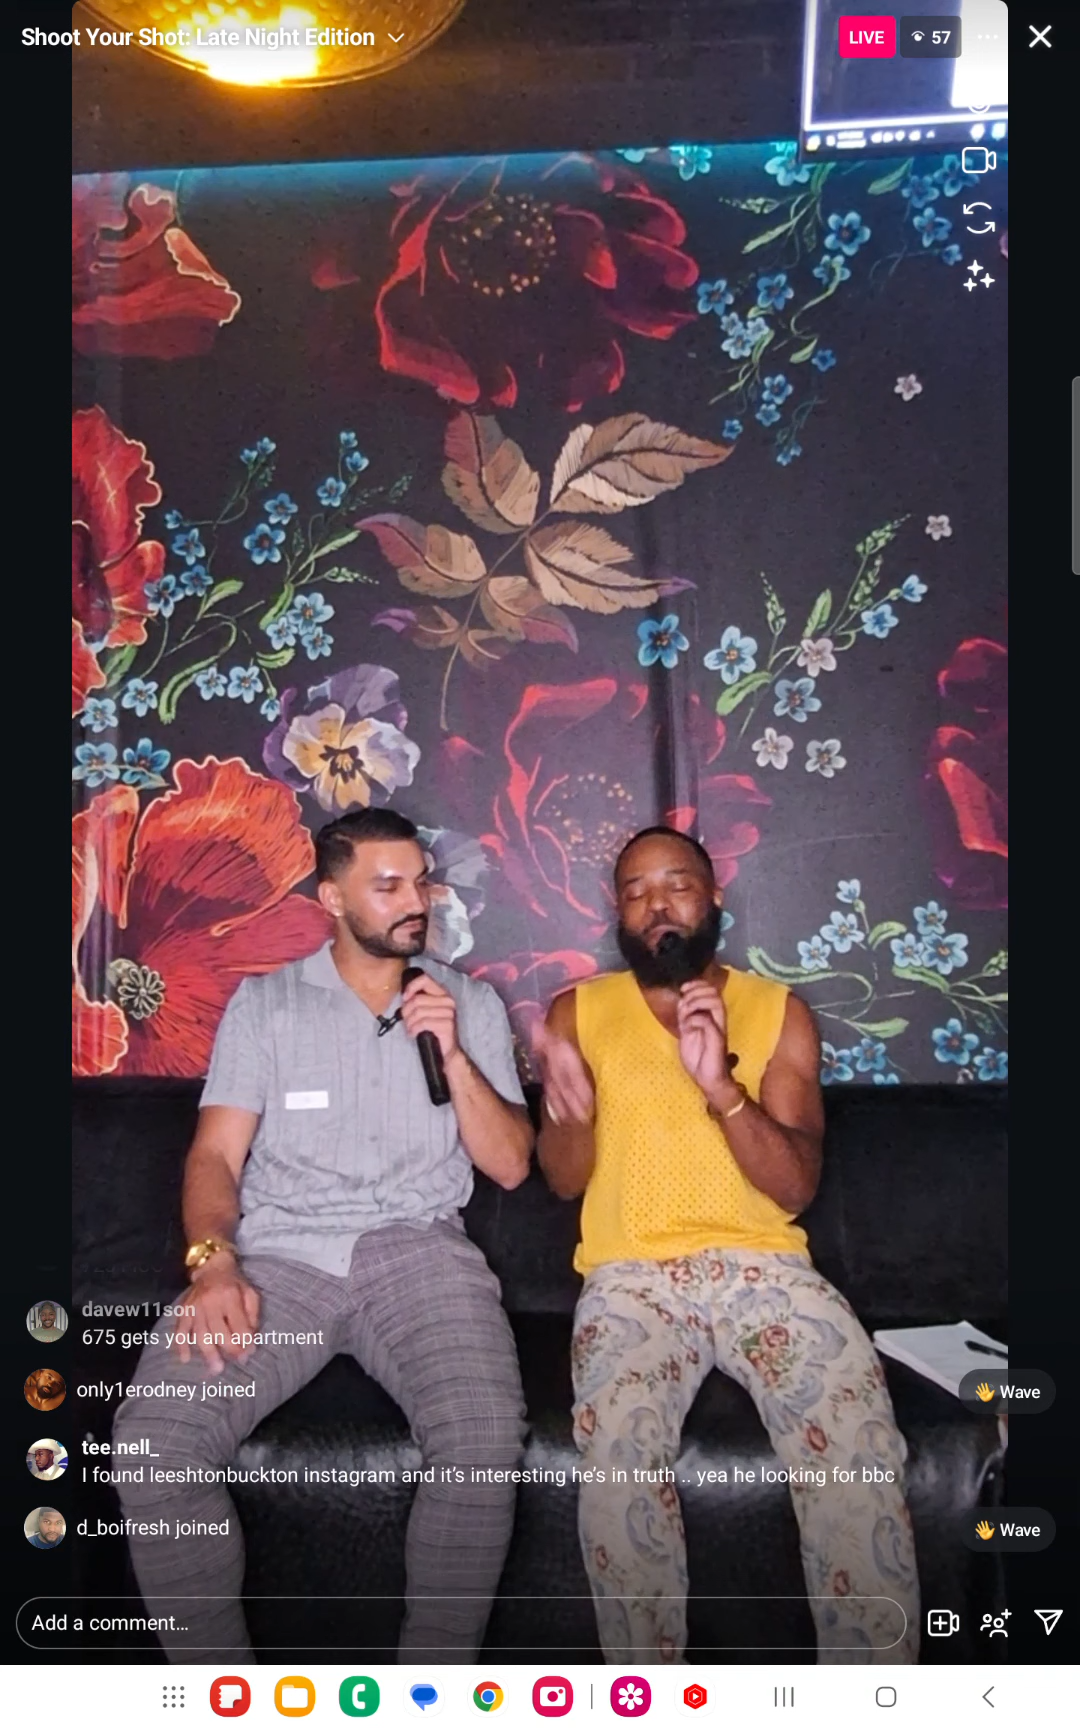 Shoot Your Shot: Late Night Edition
LIVE
57
davew11son
675 gets you an apartment
only1erodney joined
Wave
tee.nell_
I found leeshtonbuckton instagram and it's interesting he's in truth .. yea he looking for bbc
d_boifresh joined
Wave
Add a comment...